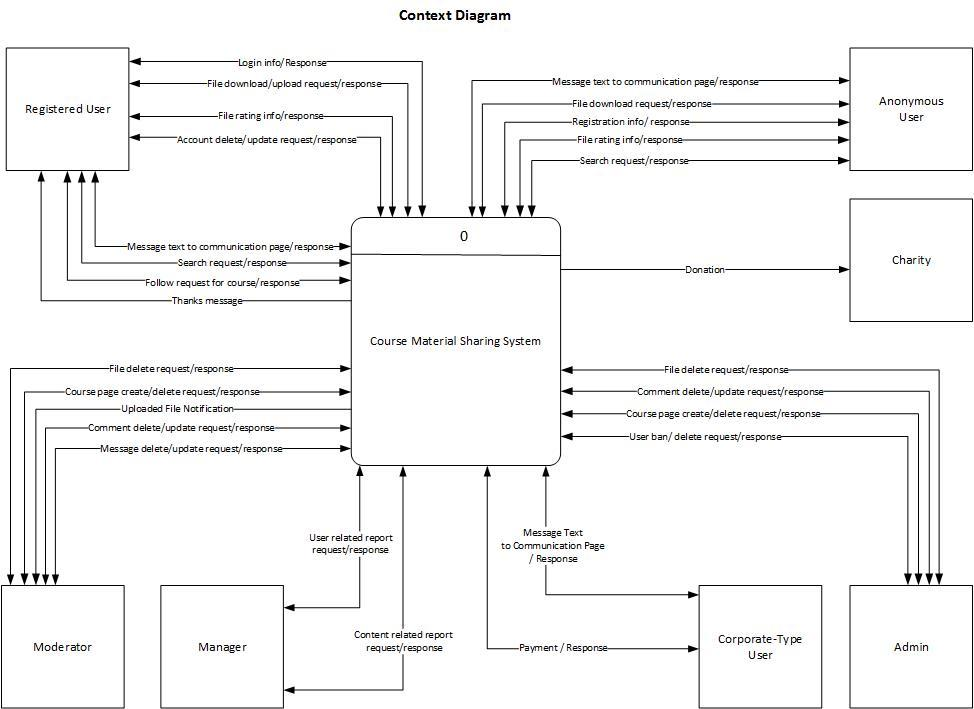 Context Diagram
Registered User
Login info/Response
File download/upload request/response
File rating info/response
Account delete/update request/response
Message text to communication page/response
File download request/response
Registration info/ response
File rating info/response
Search request/response
Anonymous
User
Message text to communication page/response
Search request/response
Follow request for course/response
Thanks message
0
Course Material Sharing System
Donation
Charity
File delete request/response
Course page create/delete request/response
Uploaded File Notification
Comment delete/update request/response
Message delete/update request/response
File delete request/response
Comment delete/update request/response
Course page create/delete request/response
User ban/ delete request/response
User related report
request/response
Content related report
request/response
Message Text
to Communication Page
/ Response
Payment / Response
Moderator
Manager
Corporate-Type
User
Admin